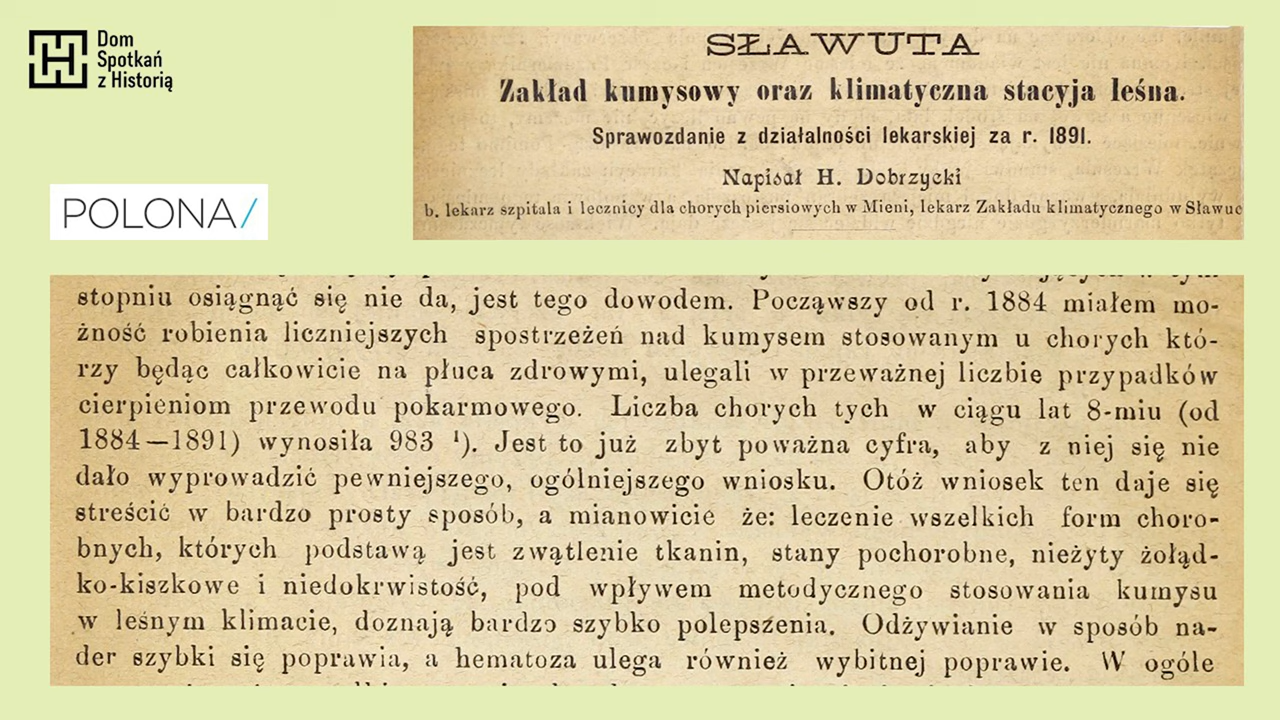 Dom
Spotkań
z Historią
POLONA/
SŁAWUTA
Zakład kumysowy oraz klimatyczna stacyja leśna.
Sprawozdanie z działalności lekarskiej za r. 1891.
Napisał H. Dobrzycki
b. lekarz szpitala i lecznicy dla chorych piersiowych w Mieni, lekarz Zakładu klimatycznego w Sławuc
stopniu osiągnąć się nie da, jest tego dowodem. Począwszy od r. 1884 miałem mo-
żność robienia liczniejszych spostrzeżeń nad kumysem stosowanym u chorych któ-
rzy będąc całkowicie na płuca zdrowymi, ulegali w przeważnej liczbie przypadków
cierpieniom przewodu pokarmowego. Liczba chorych tych w ciągu lat 8-miu (od
1884—1891) wynosiła 983 ¹). Jest to już zbyt poważna cyfra, aby z niej się nie
dało wyprowadzić pewniejszego, ogólniejszego wniosku. Otóż wniosek ten daje się
streścić w bardzo prosty sposób, a mianowicie że: leczenie wszelkich form choro-
bnych, których podstawą jest zwątlenie tkanin, stany pochorobne, nieżyty żołąd-
ko-kiszkowe i niedokrwistość, pod wpływem metodycznego stosowania kumysu
w leśnym klimacie, doznają bardzo szybko polepszenia. Odżywianie w sposób na-
der szybki się poprawia, a hematoza ulega również wybitnej poprawie. W ogóle